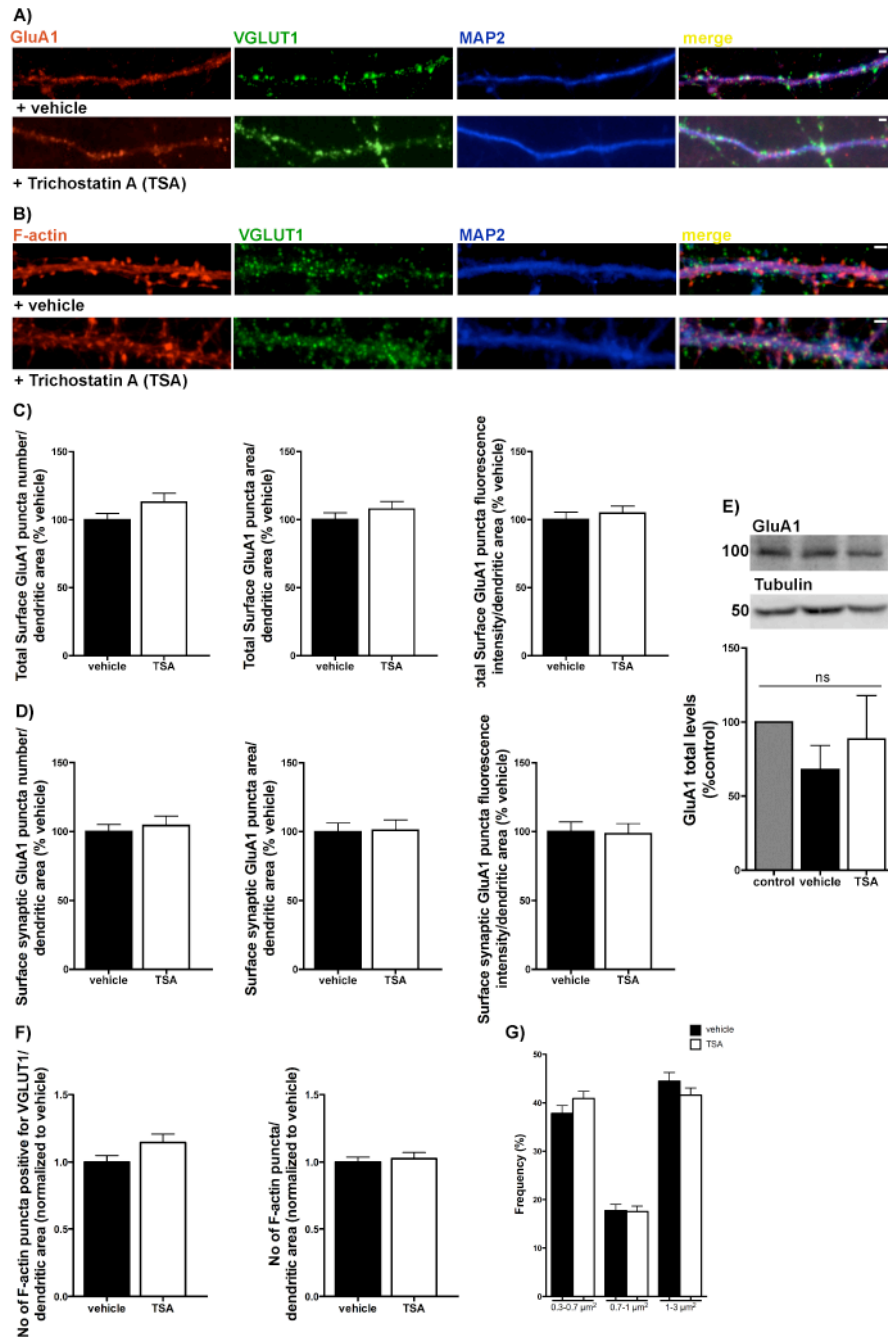 A)
GluA1 VGLUT1 MAP2 merge
+ vehicle
+ Trichostatin A (TSA)
B)
F-actin VGLUT1 MAP2 merge
+ vehicle
+ Trichostatin A (TSA)
C)
Total Surface GluA1 puncta number/
dendritic area (% vehicle)
150
100
50
0
vehicle TSA
Total Surface GluA1 puncta area/
dendritic area (% vehicle)
150
100
50
0
vehicle TSA
otal Surface GluA1 puncta fluorescence
intensity/dendritic area (% vehicle)
150
100
50
0
vehicle TSA
D)
Surface synaptic GluA1 puncta number/
dendritic area (% vehicle)
150
100
50
0
vehicle TSA
Surface synaptic GluA1 puncta area/
dendritic area (% vehicle)
150
100
50
0
vehicle TSA
Surface synaptic GluA1 puncta fluorescence
intensity/dendritic area (% vehicle)
150
100
50
0
vehicle TSA
E)
GluA1
100
Tubulin
50
GluA1 total levels
(%control)
150
100
50
0
ns
control vehicle TSA
F)
No of F-actin puncta positive for VGLUT1/
dendritic area (normalized to vehicle)
1.5
1.0
0.5
0.0
vehicle TSA
No of F-actin puncta/
dendritic area (normalized to vehicle)
1.5
1.0
0.5
0.0
vehicle TSA
G)
vehicle
TSA
Frequency (%)
50
40
30
20
10
0
0.3-0.7 µm² 0.7-1 µm² 1-3 µm²